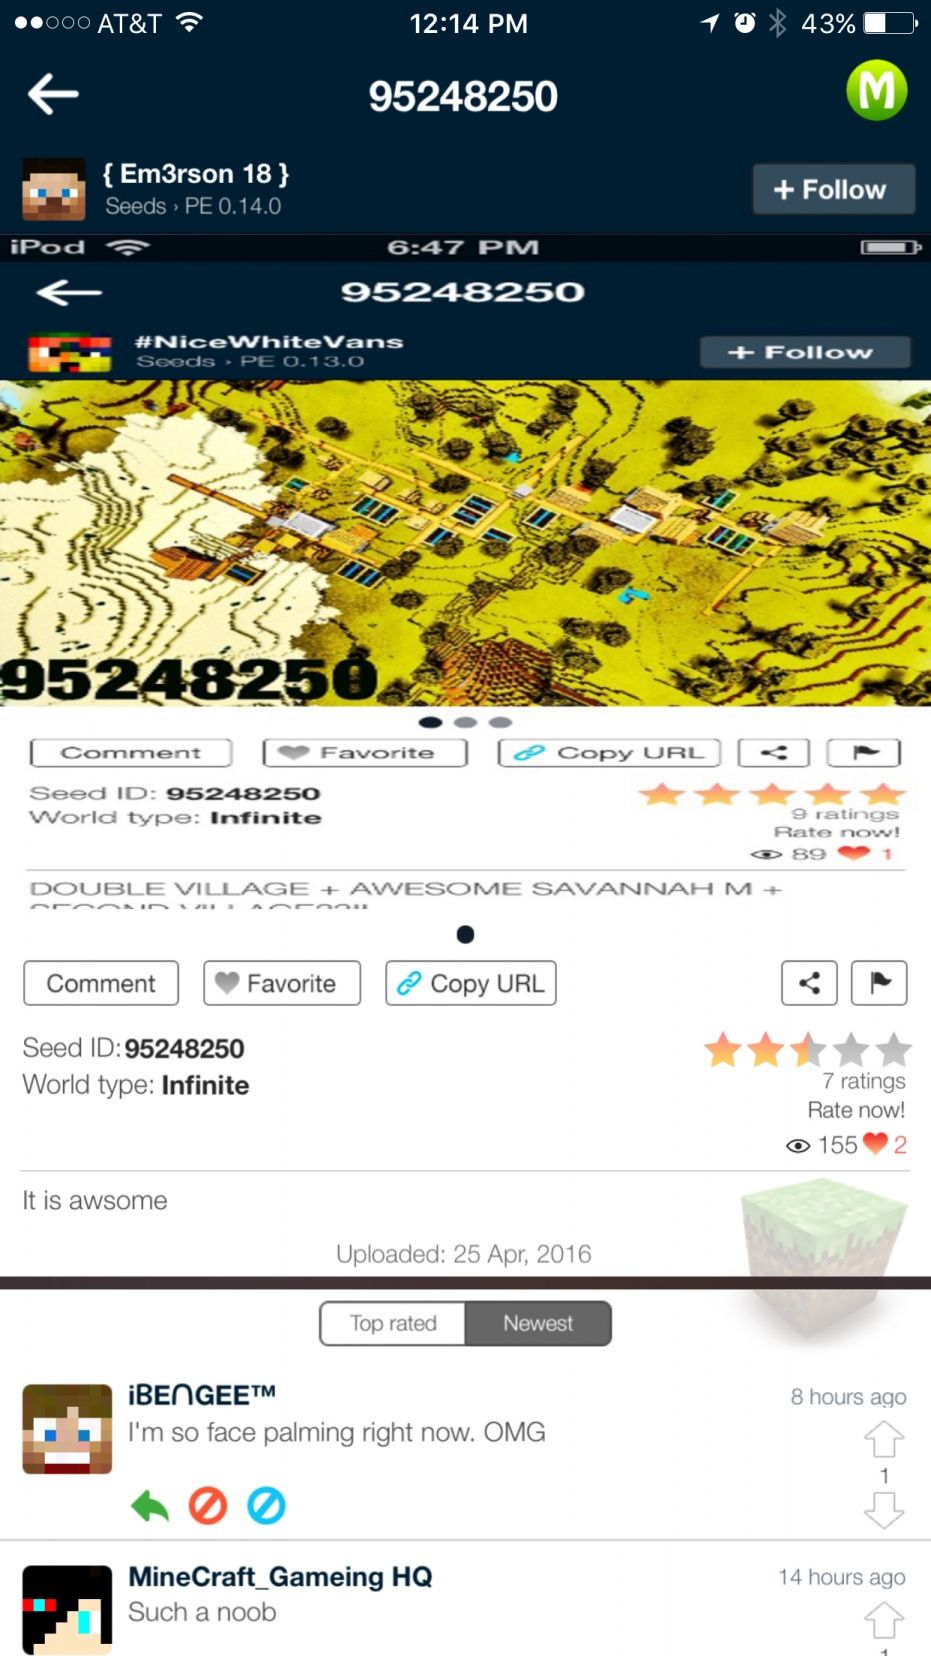 AT&T 12:14 PM 43%
95248250
M
{ Em3rson 18 }
Seeds › PE 0.14.0
+ Follow
iPod 6:47 PM
95248250
#NiceWhiteVans
Seeds › PE 0.13.0
+ Follow
95248250
Comment Favorite Copy URL
Seed ID: 95248250
World type: Infinite
9 ratings
Rate now!
89 1
DOUBLE VILLAGE + AWESOME SAVANNAH M +
Comment Favorite Copy URL
Seed ID: 95248250
World type: Infinite
7 ratings
Rate now!
155 2
It is awsome
Uploaded: 25 Apr, 2016
Top rated Newest
iBE∩GEE™
8 hours ago
I'm so face palming right now. OMG
1
MineCraft_Gameing HQ
14 hours ago
Such a noob